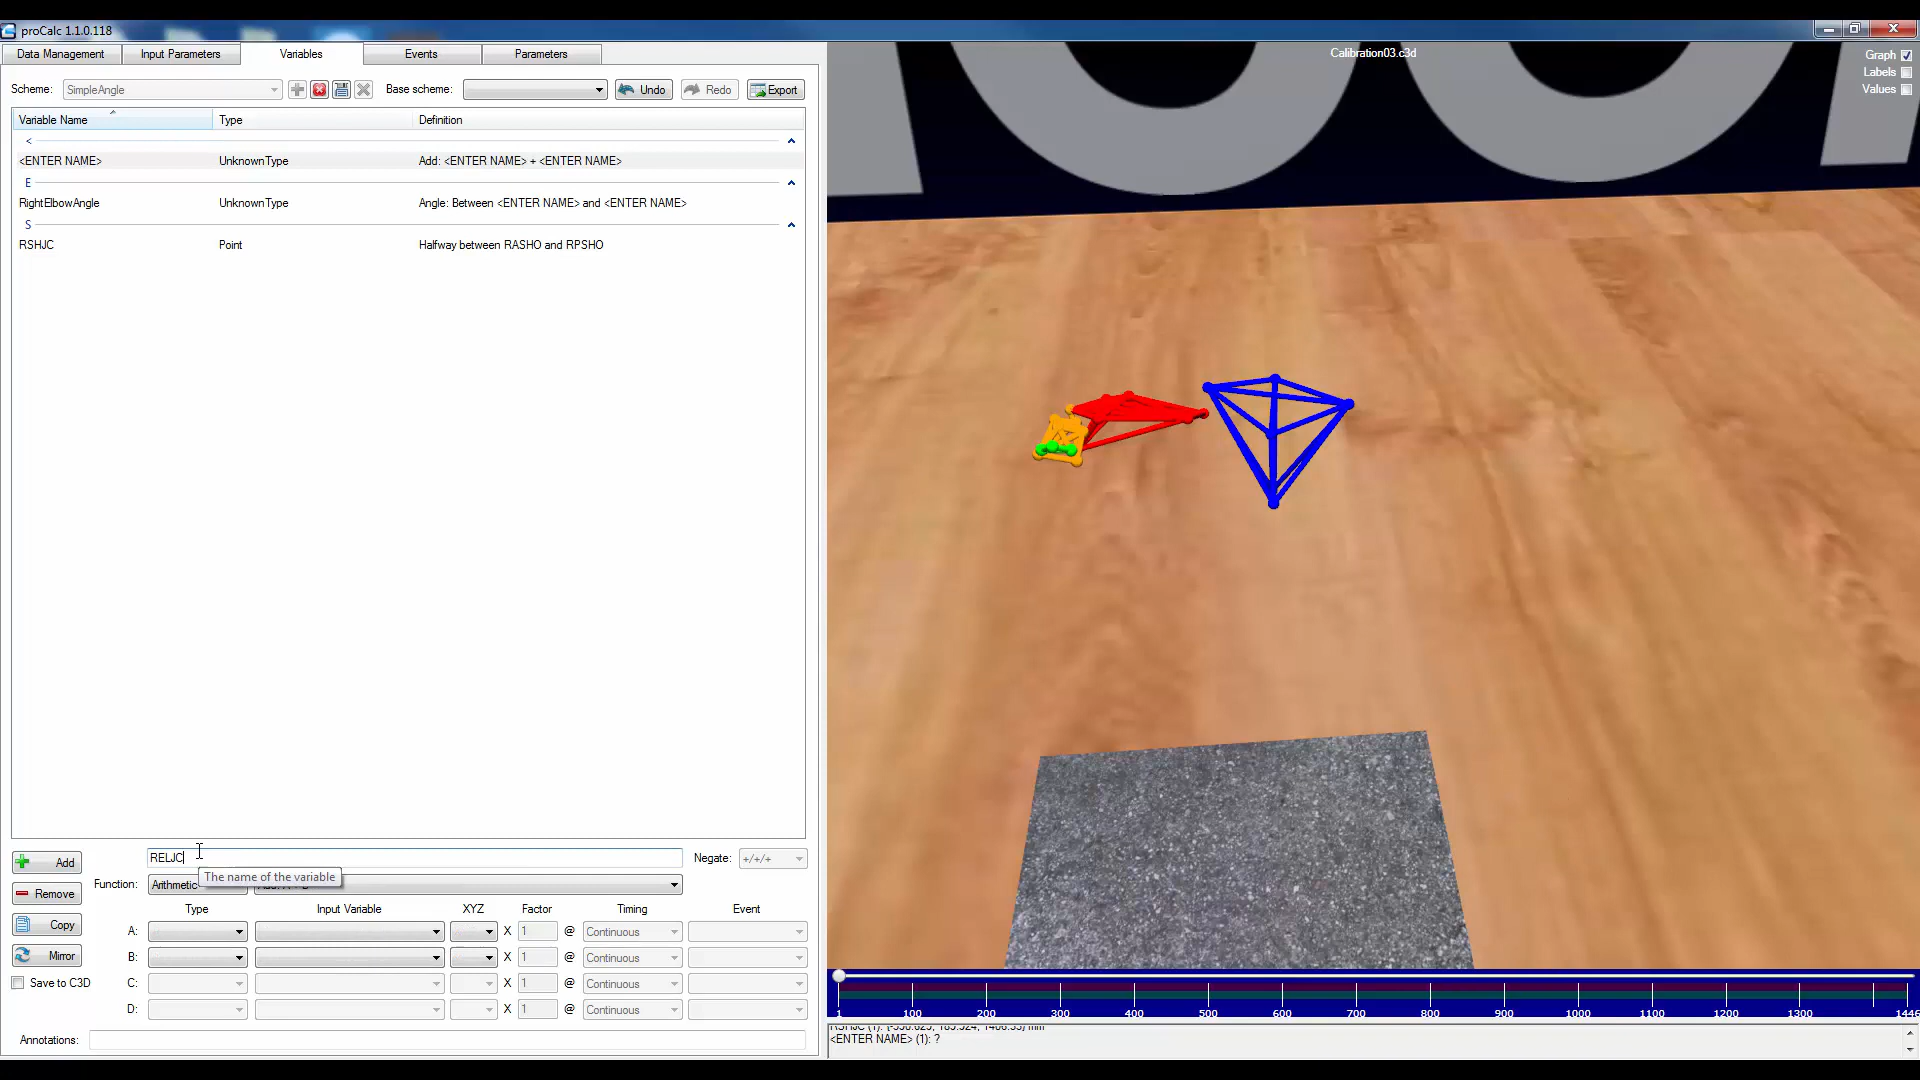 proCalc 1.1.0.118
Data Management Input Parameters Variables Events Parameters
Scheme: SimpleAngle Base scheme: Undo Redo Export
Variable Name Type Definition
<
<ENTER NAME> UnknownType Add: <ENTER NAME> + <ENTER NAME>
E
RightElbowAngle UnknownType Angle: Between <ENTER NAME> and <ENTER NAME>
S
RSHJC Point Halfway between RASHO and RPSHO
Add RELJC Negate: +/+/+
The name of the variable
Remove Function: Arithmetic
Type Input Variable XYZ Factor Timing Event
Copy A: X 1 @ Continuous
Mirror B: X 1 @ Continuous
Save to C3D C: X 1 @ Continuous
D: X 1 @ Continuous
Annotations:
Calibration03.c3d
Graph
Labels
Values
1 100 200 300 400 500 600 700 800 900 1000 1100 1200 1300 1446
<ENTER NAME> (1): ?